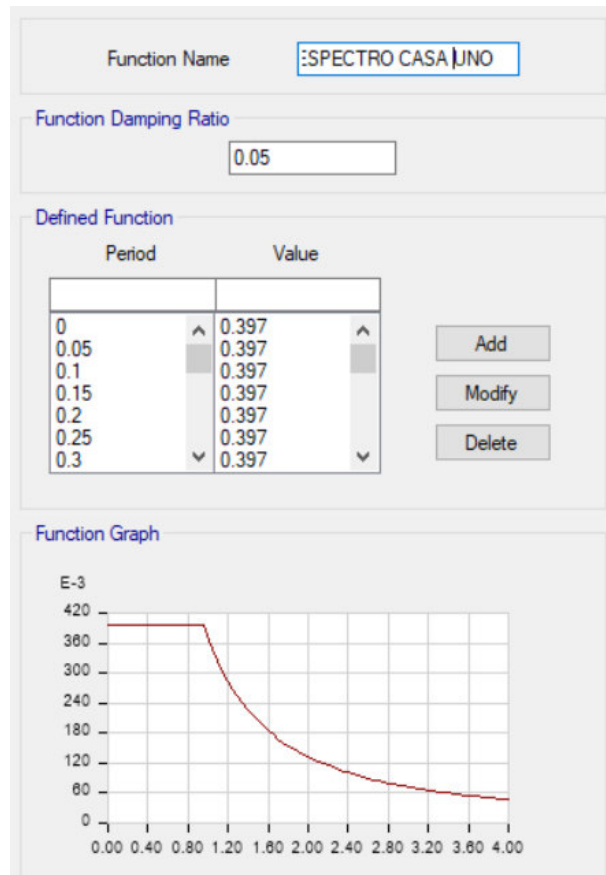 Function Name ESPECTRO CASA UNO
Function Damping Ratio
0.05
Defined Function
Period Value
0 0.397
0.05 0.397
0.1 0.397
0.15 0.397
0.2 0.397
0.25 0.397
0.3 0.397
Add
Modify
Delete
Function Graph
E-3
420
360
300
240
180
120
60
0
0.00 0.40 0.80 1.20 1.60 2.00 2.40 2.80 3.20 3.60 4.00